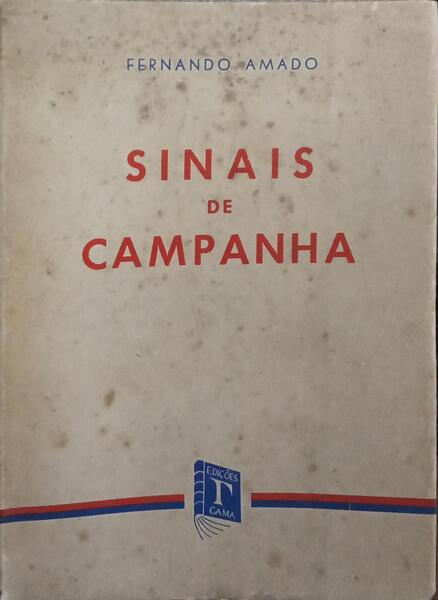 FERNANDO AMADO
SINAIS
DE
CAMPANHA
EDIÇÕES
Γ
GAMA